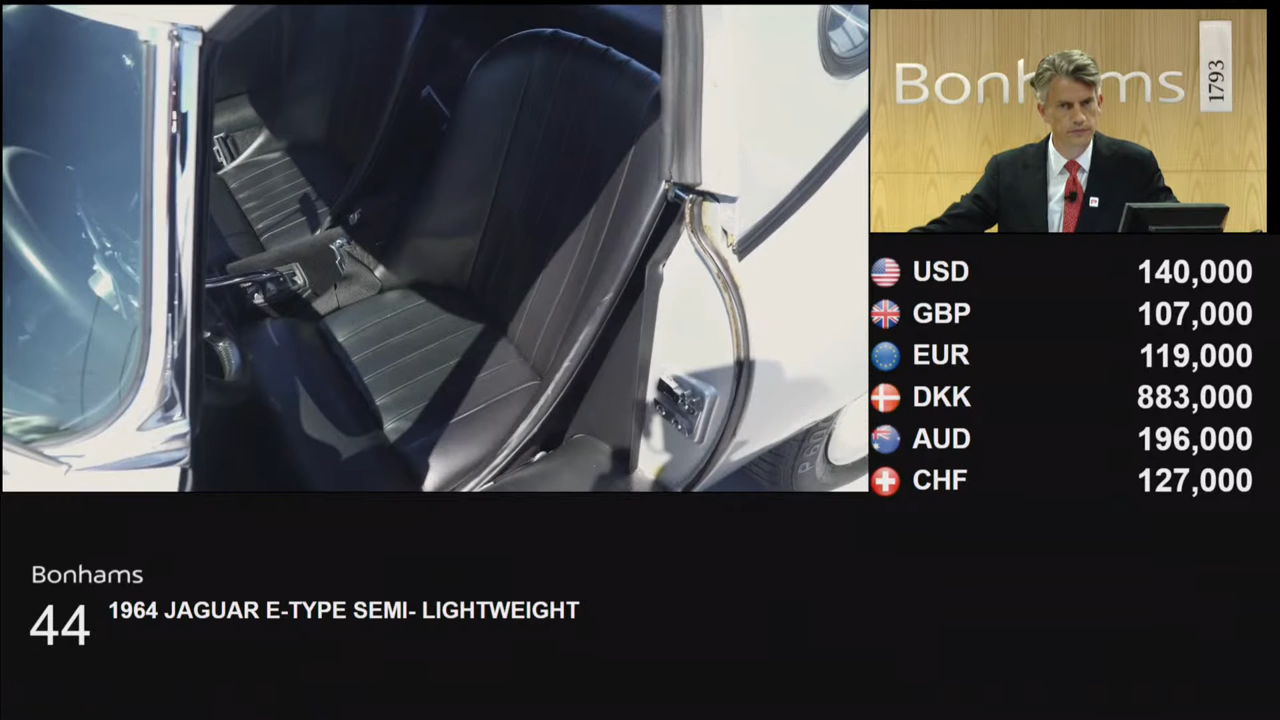 Bonhams
1793
USD 140,000
GBP 107,000
EUR 119,000
DKK 883,000
AUD 196,000
CHF 127,000
Bonhams
44 1964 JAGUAR E-TYPE SEMI- LIGHTWEIGHT